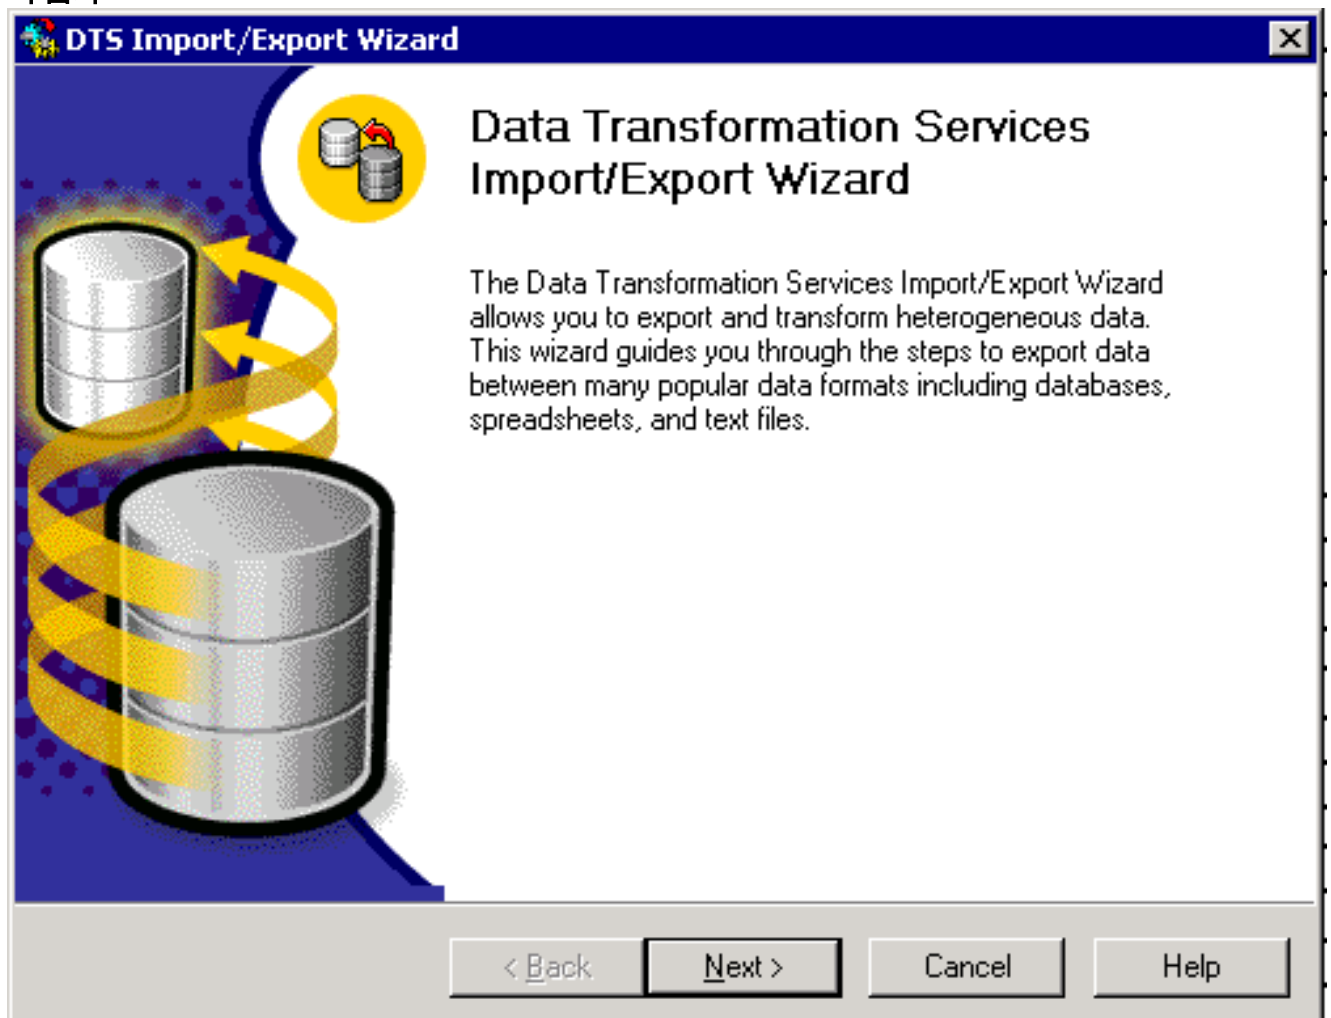 DTS Import/Export Wizard
Data Transformation Services
Import/Export Wizard
The Data Transformation Services Import/Export Wizard
allows you to export and transform heterogeneous data.
This wizard guides you through the steps to export data
between many popular data formats including databases,
spreadsheets, and text files.
< Back Next > Cancel Help